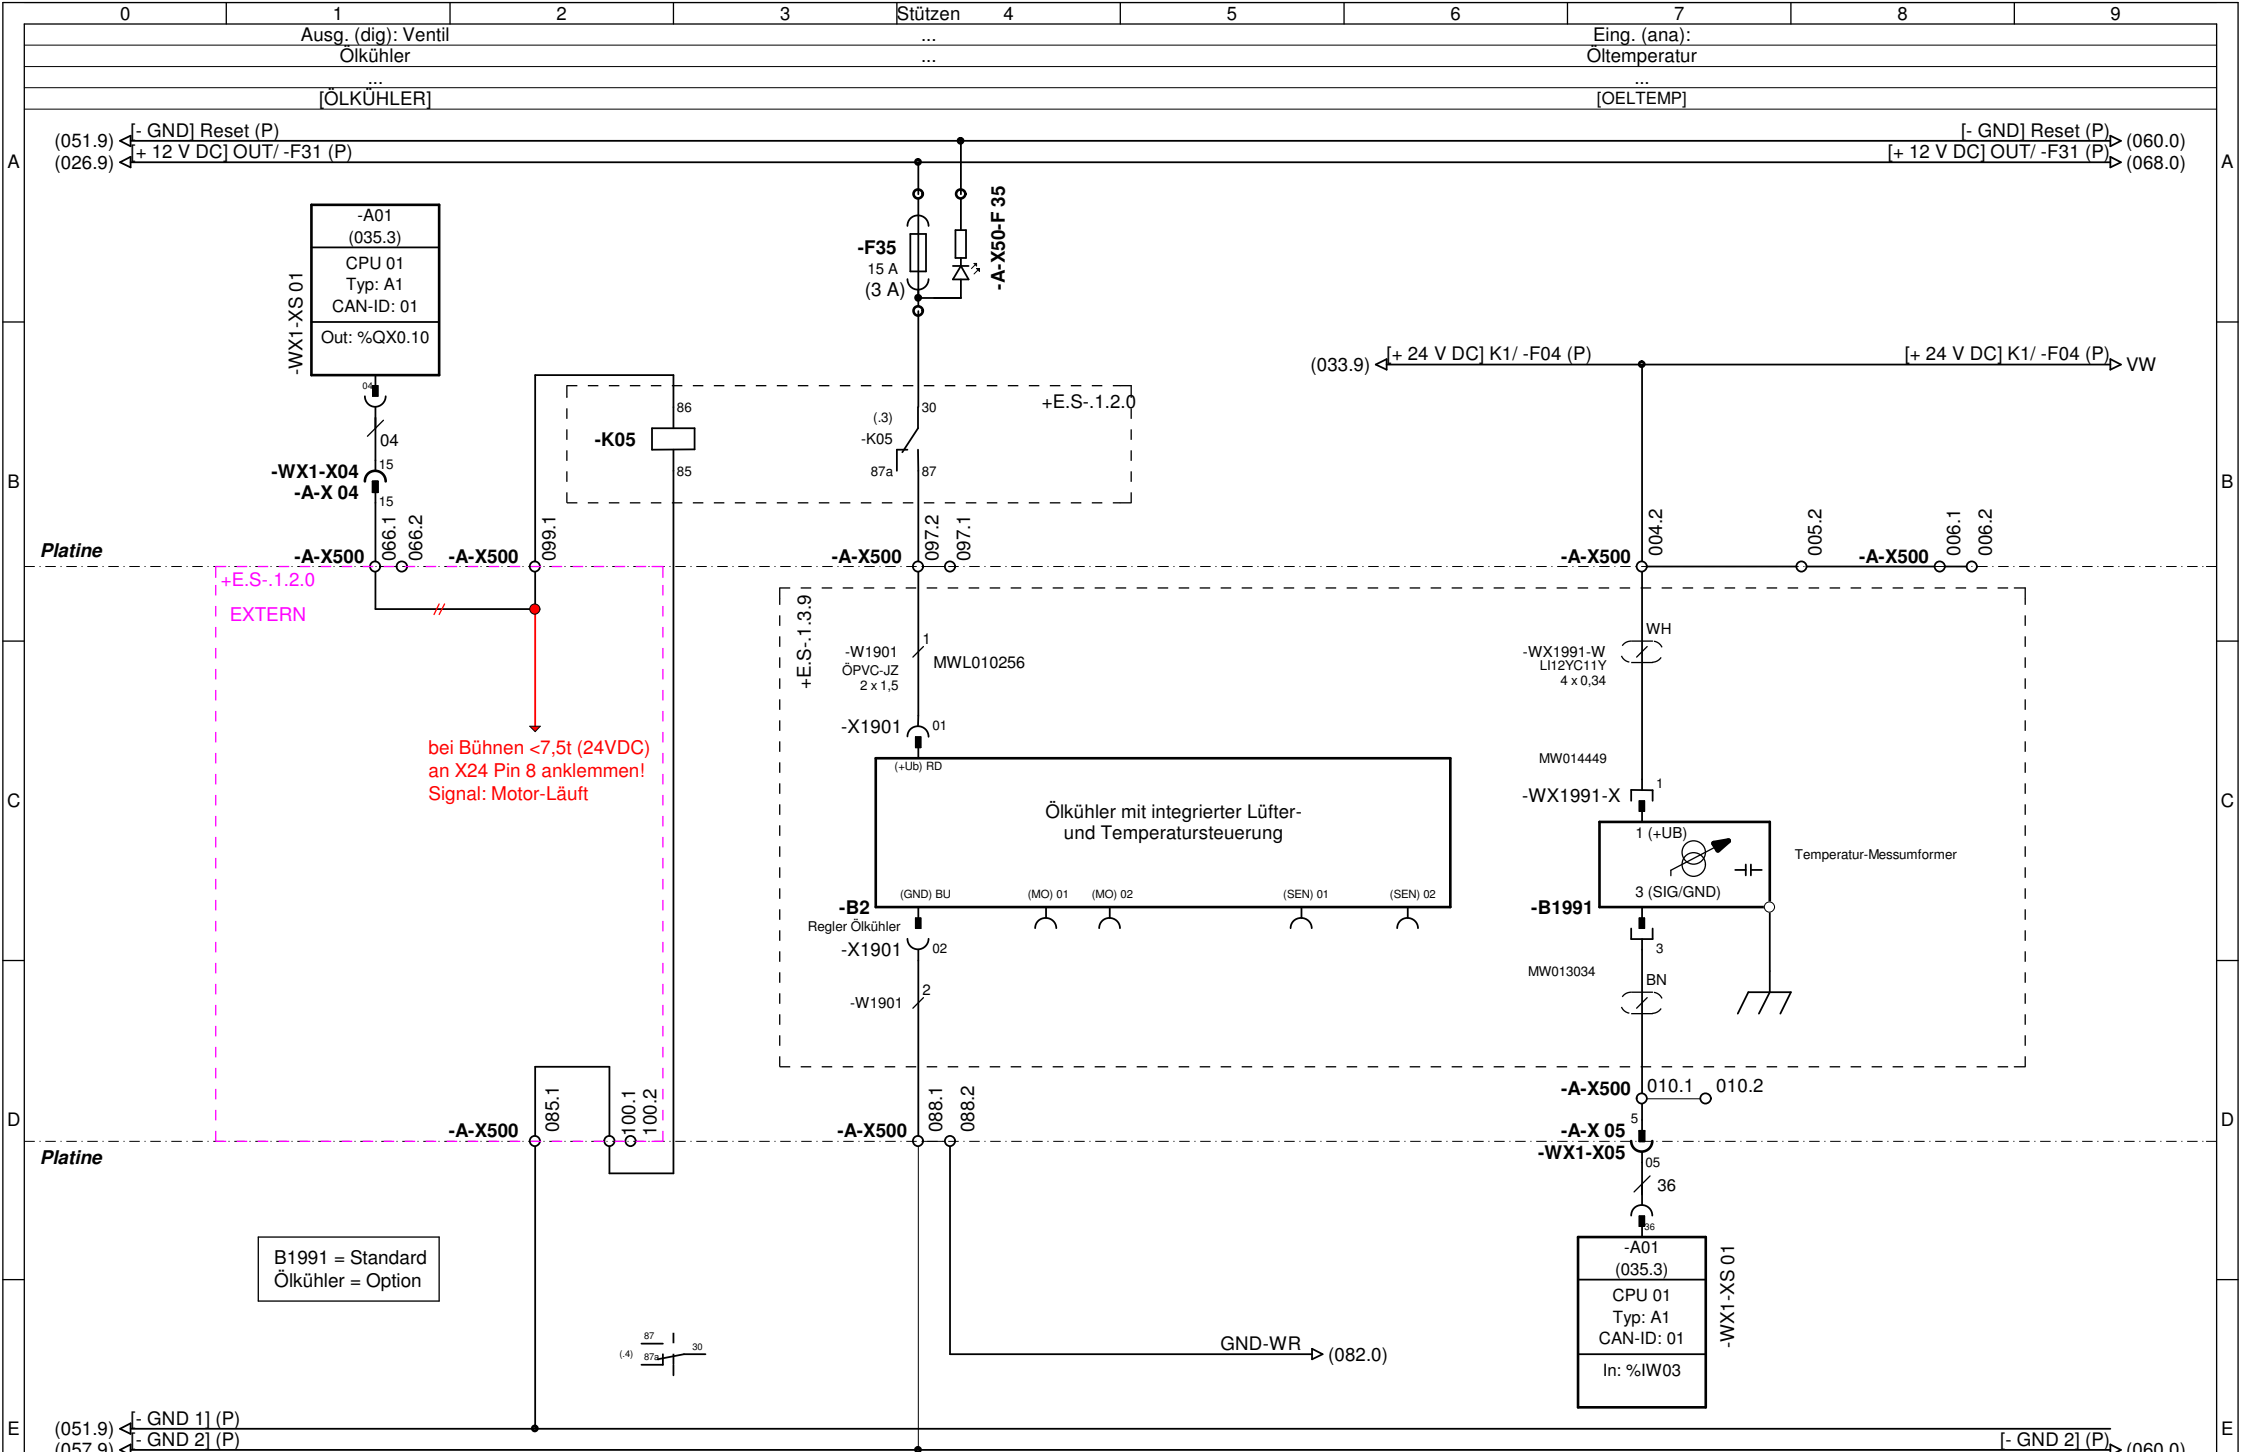 0 1 2 3 Stützen 4 5 6 7 8 9
Ausg. (dig): Ventil ... Eing. (ana):
Ölkühler ... Öltemperatur
... ...
[ÖLKÜHLER] [OELTEMP]
(051.9) [- GND] Reset (P) [- GND] Reset (P) (060.0)
(026.9) [+ 12 V DC] OUT/ -F31 (P) [+ 12 V DC] OUT/ -F31 (P) (068.0)
A A
-WX1-XS 01
-A01
(035.3)
CPU 01
Typ: A1
CAN-ID: 01
Out: %QX0.10
-F35
15 A
(3 A)
-A-X50-F 35
(033.9) [+ 24 V DC] K1/ -F04 (P) [+ 24 V DC] K1/ -F04 (P) VW
04
04
-WX1-X04 15
-A-X 04
15
-K05
86
85
(.3)
-K05
30
87a 87
+E.S-.1.2.0
B B
Platine
-A-X500 066.1 066.2
-A-X500 099.1
-A-X500 097.2 097.1
-A-X500 004.2 005.2
-A-X500 006.1 006.2
+E.S-.1.2.0
EXTERN
+E.S-.1.3.9
-W1901 1
ÖPVC-JZ
2 x 1,5
MWL010256
-WX1991-W WH
LI12YC11Y
4 x 0,34
bei Bühnen <7,5t (24VDC)
an X24 Pin 8 anklemmen!
Signal: Motor-Läuft
-X1901 01
(+Ub) RD
Ölkühler mit integrierter Lüfter-
und Temperatursteuerung
(GND) BU (MO) 01 (MO) 02 (SEN) 01 (SEN) 02
-B2
Regler Ölkühler
-X1901 02
-W1901 2
MW014449
-WX1991-X 1
1 (+UB)
Temperatur-Messumformer
3 (SIG/GND)
-B1991
3
MW013034
BN
C C
-A-X500 085.1 100.1 100.2
-A-X500 088.1 088.2
-A-X500 010.1 010.2
5
-A-X 05
-WX1-X05
05
36
36
D D
Platine
B1991 = Standard
Ölkühler = Option
87
(.4) 87a 30
GND-WR (082.0)
-A01
(035.3)
CPU 01
Typ: A1
CAN-ID: 01
In: %IW03
-WX1-XS 01
E E
(051.9) [- GND 1] (P)
(057.9) [- GND 2] (P) [- GND 2] (P) (060.0)